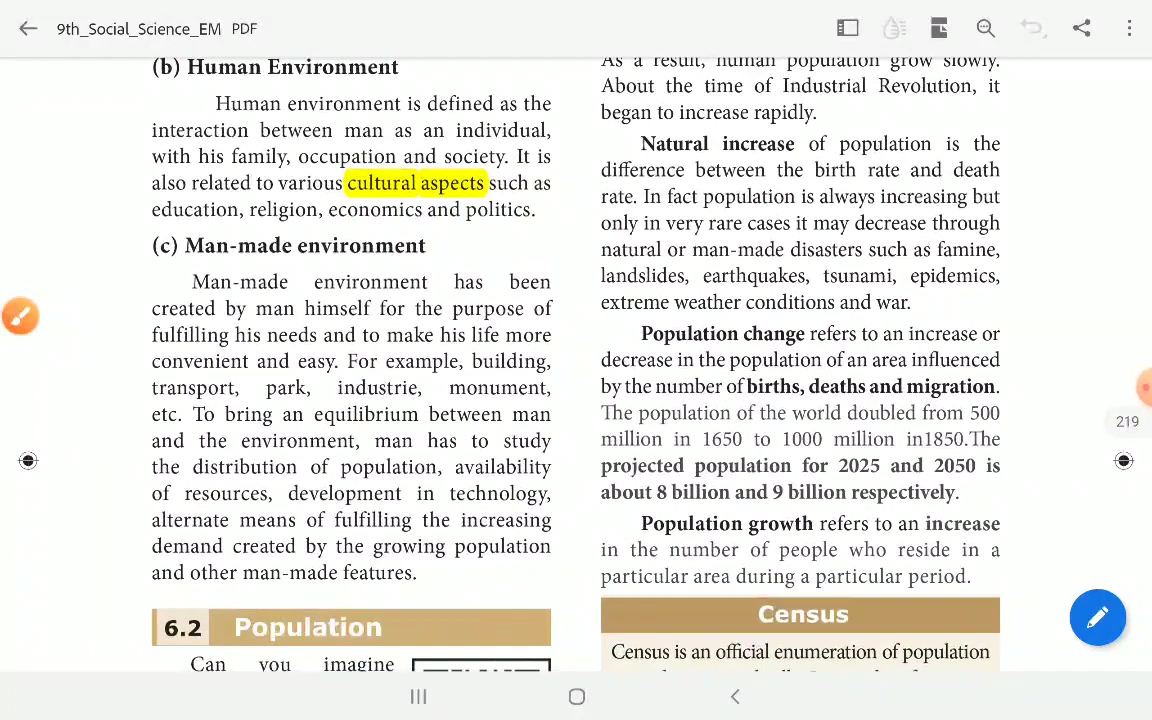 9th_Social_Science_EM PDF
(b) Human Environment
Human environment is defined as the
interaction between man as an individual,
with his family, occupation and society. It is
also related to various cultural aspects such as
education, religion, economics and politics.
(c) Man-made environment
Man-made environment has been
created by man himself for the purpose of
fulfilling his needs and to make his life more
convenient and easy. For example, building,
transport, park, industrie, monument,
etc. To bring an equilibrium between man
and the environment, man has to study
the distribution of population, availability
of resources, development in technology,
alternate means of fulfilling the increasing
demand created by the growing population
and other man-made features.
6.2 Population
Can you imagine
As a result, human population grow slowly.
About the time of Industrial Revolution, it
began to increase rapidly.
Natural increase of population is the
difference between the birth rate and death
rate. In fact population is always increasing but
only in very rare cases it may decrease through
natural or man-made disasters such as famine,
landslides, earthquakes, tsunami, epidemics,
extreme weather conditions and war.
Population change refers to an increase or
decrease in the population of an area influenced
by the number of births, deaths and migration.
The population of the world doubled from 500
million in 1650 to 1000 million in1850.The
projected population for 2025 and 2050 is
about 8 billion and 9 billion respectively.
Population growth refers to an increase
in the number of people who reside in a
particular area during a particular period.
Census
Census is an official enumeration of population
219